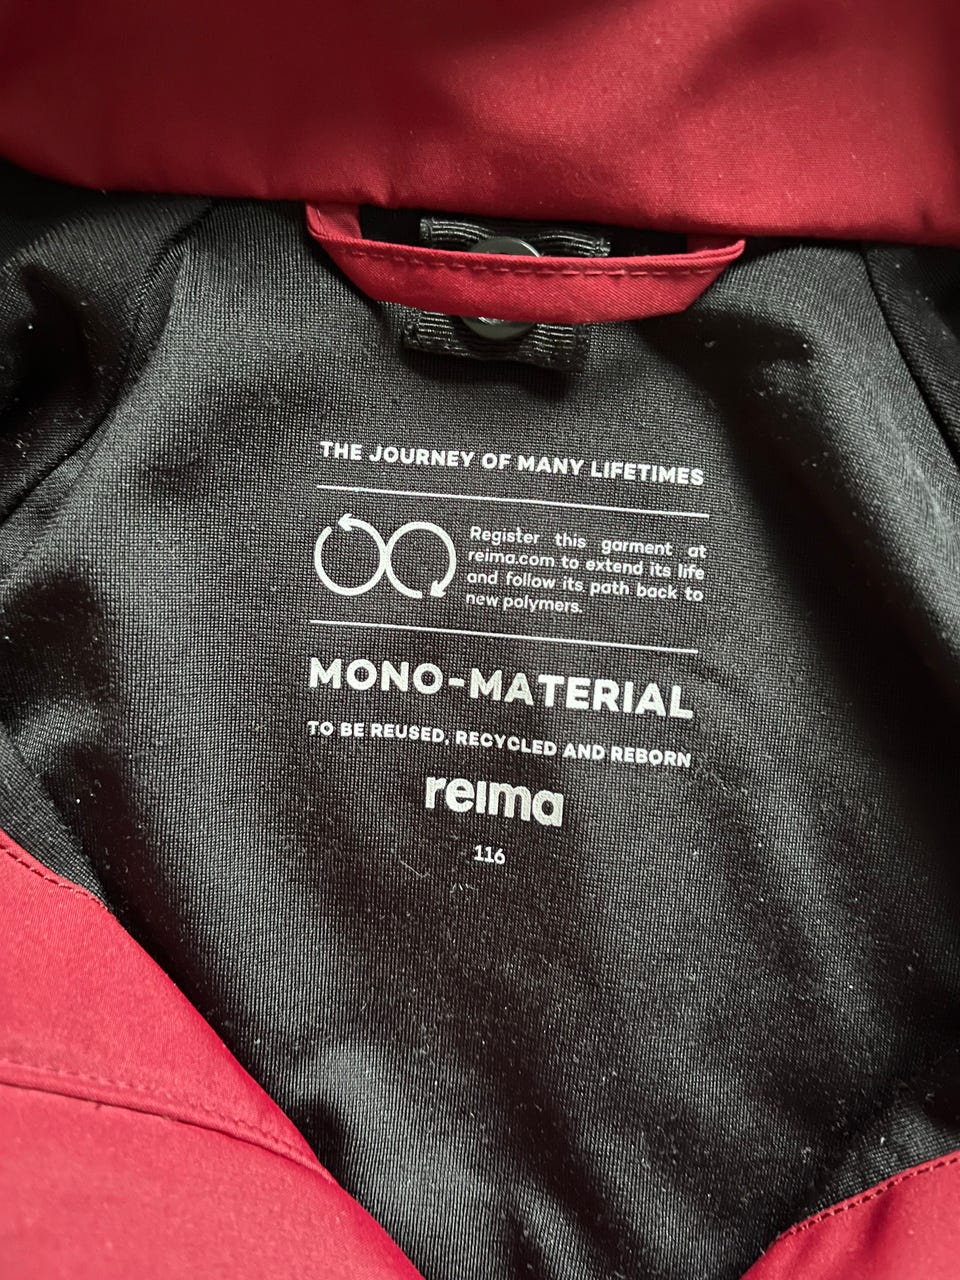 THE JOURNEY OF MANY LIFETIMES
Register this garment at
reima.com to extend its life
and follow its path back to
new polymers.
MONO-MATERIAL
TO BE REUSED, RECYCLED AND REBORN
reima
116